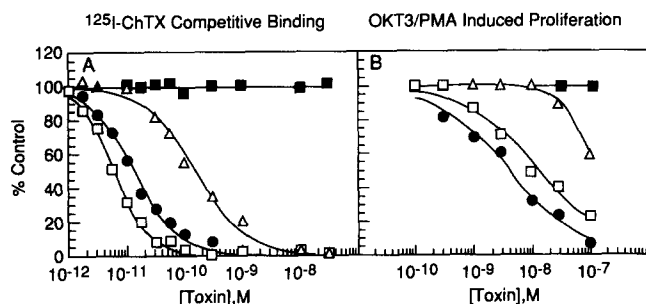 125I-ChTX Competitive Binding
OKT3/PMA Induced Proliferation
% Control
120
100
80
60
40
20
0
A
10-12
10-11
10-10
10-9
10-8
[Toxin],M
B
10-10
10-9
10-8
10-7
[Toxin],M